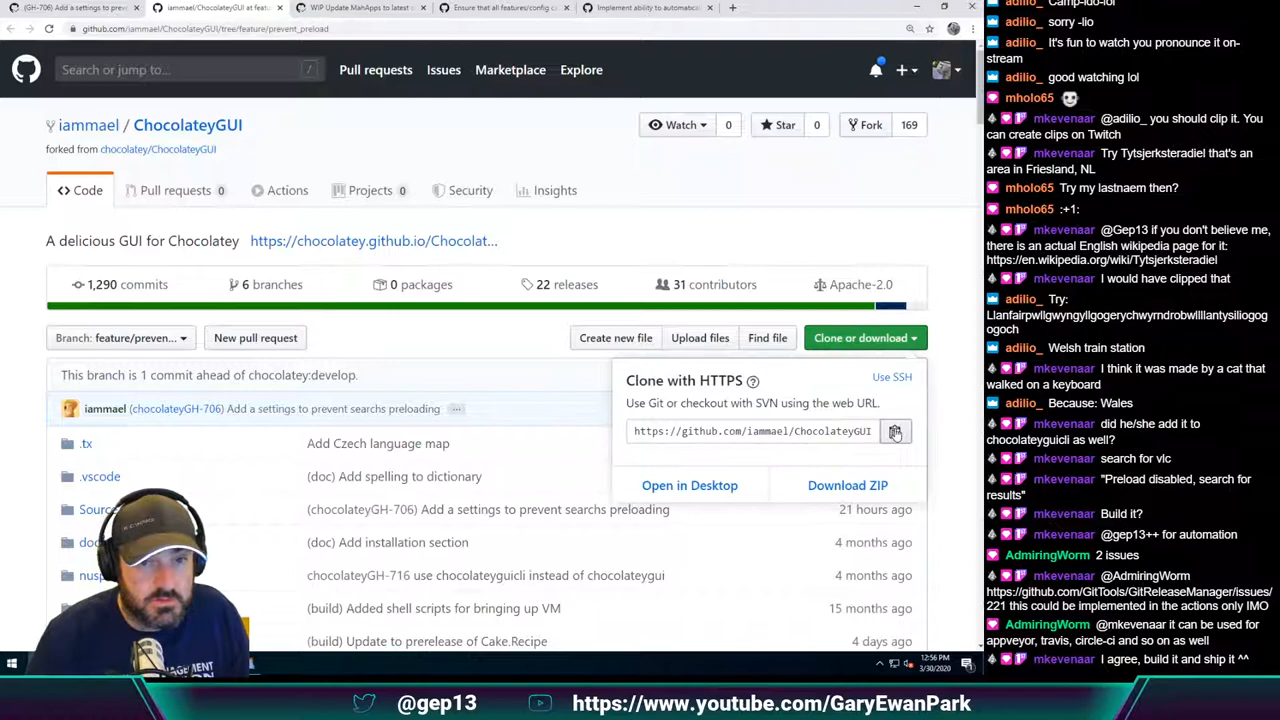 (GH-706) Add a settings to prev
iammael/ChocolateyGUI at featu
WIP Update MahApps to latest
Ensure that all features/config c
Implement ability to automatic
github.com/iammael/ChocolateyGUI/tree/feature/prevent_preload
Search or jump to...
/
Pull requests
Issues
Marketplace
Explore
iammael / ChocolateyGUI
forked from chocolatey/ChocolateyGUI
Watch
0
Star
0
Fork
169
Code
Pull requests 0
Actions
Projects 0
Security
Insights
A delicious GUI for Chocolatey
https://chocolatey.github.io/Chocolat...
1,290 commits
6 branches
0 packages
22 releases
31 contributors
Apache-2.0
Branch: feature/preven...
New pull request
Create new file
Upload files
Find file
Clone or download
This branch is 1 commit ahead of chocolatey:develop.
Clone with HTTPS
Use SSH
Use Git or checkout with SVN using the web URL.
https://github.com/iammael/ChocolateyGUI
Open in Desktop
Download ZIP
iammael (chocolateyGH-706) Add a settings to prevent searchs preloading ...
.tx
Add Czech language map
.vscode
(doc) Add spelling to dictionary
Sourc
(chocolateyGH-706) Add a settings to prevent searchs preloading
21 hours ago
doc
(doc) Add installation section
4 months ago
nusp
chocolateyGH-716 use chocolateyguicli instead of chocolateygui
4 months ago
(build) Added shell scripts for bringing up VM
15 months ago
(build) Update to prerelease of Cake.Recipe
4 days ago
12:56 PM
3/30/2020
MANAGEMENT
adilio_ Camp-ido-lol
adilio_ sorry -lio
adilio_ It's fun to watch you pronounce it on-
stream
adilio_ good watching lol
mholo65
mkevenaar @adilio_ you should clip it. You
can create clips on Twitch
mkevenaar Try Tytsjerksteradiel that's an
area in Friesland, NL
mholo65 Try my lastnaem then?
mholo65 :+1:
mkevenaar @Gep13 if you don't believe me,
there is an actual English wikipedia page for it:
https://en.wikipedia.org/wiki/Tytsjerksteradiel
mkevenaar I would have clipped that
adilio_ Try:
Llanfairpwllgwyngyllgogerychwyrndrobwllllantysiliogog
ogoch
adilio_ Welsh train station
mkevenaar I think it was made by a cat that
walked on a keyboard
adilio_ Because: Wales
mkevenaar did he/she add it to
chocolateyguicli as well?
mkevenaar search for vlc
mkevenaar "Preload disabled, search for
results"
mkevenaar Build it?
mkevenaar @gep13++ for automation
AdmiringWorm 2 issues
mkevenaar @AdmiringWorm
https://github.com/GitTools/GitReleaseManager/issues/
221 this could be implemented in the actions only IMO
AdmiringWorm @mkevenaar it can be used for
appveyor, travis, circle-ci and so on as well
mkevenaar I agree, build it and ship it ^^
@gep13
https://www.youtube.com/GaryEwanPark